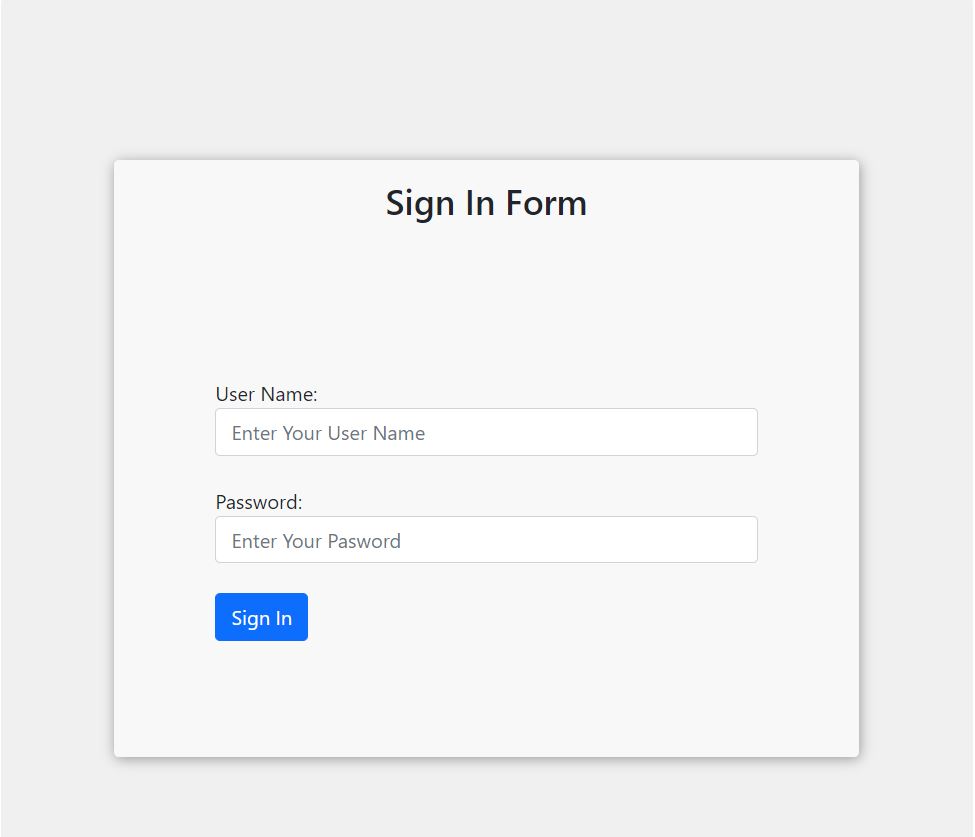 Sign In Form
User Name:
Enter Your User Name
Password:
Enter Your Pasword
Sign In